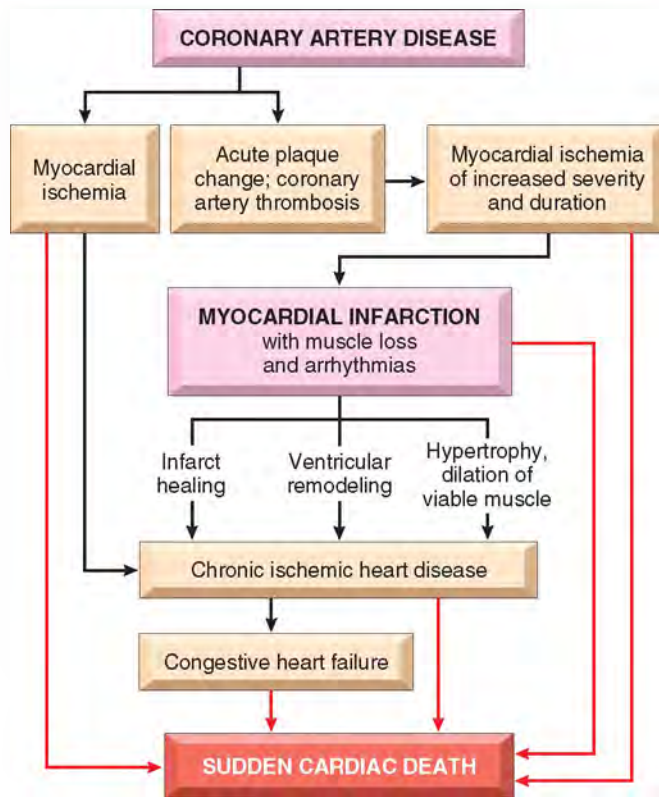 CORONARY ARTERY DISEASE
Myocardial
ischemia
Acute plaque
change; coronary
artery thrombosis
Myocardial ischemia
of increased severity
and duration
MYOCARDIAL INFARCTION
with muscle loss
and arrhythmias
Infarct
healing
Ventricular
remodeling
Hypertrophy,
dilation of
viable muscle
Chronic ischemic heart disease
Congestive heart failure
SUDDEN CARDIAC DEATH